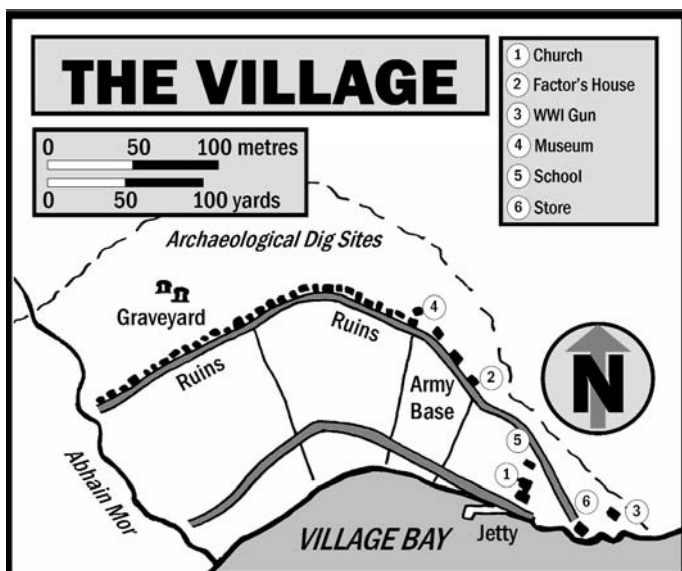 THE VILLAGE
0 50 100 metres
0 50 100 yards
1 Church
2 Factor's House
3 WWI Gun
4 Museum
5 School
6 Store
Archaeological Dig Sites
Graveyard
4
Ruins
Ruins
2
N
Army
Base
5
Abhain Mor
1
6
3
Jetty
VILLAGE BAY